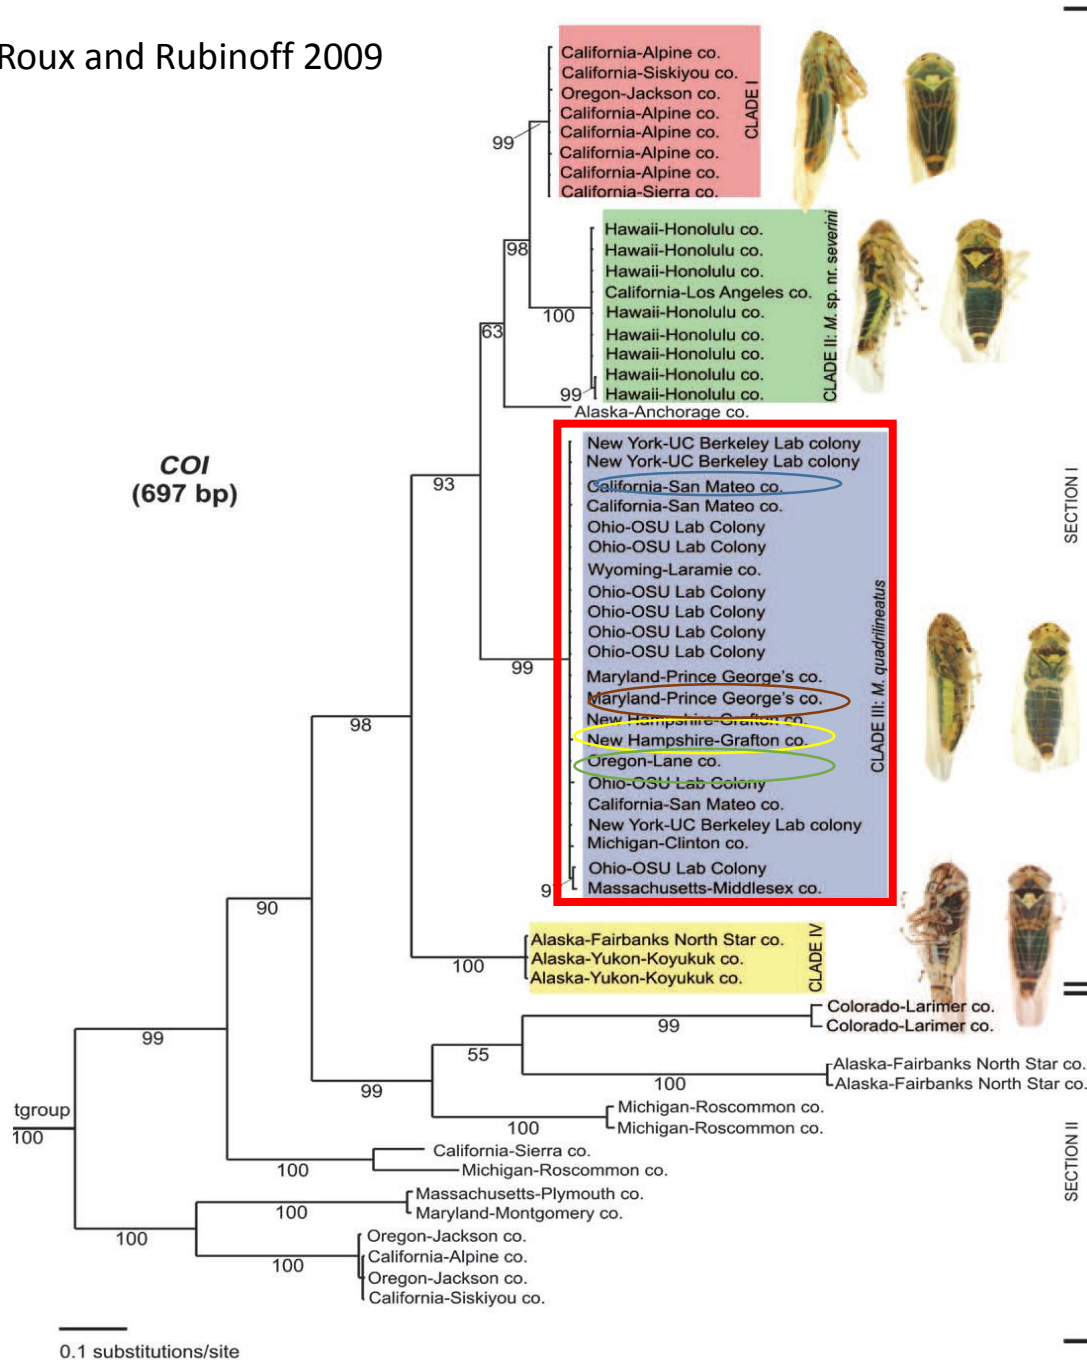 Roux and Rubinoff 2009
COI
(697 bp)
California-Alpine co.
California-Siskiyou co.
Oregon-Jackson co.
California-Alpine co.
California-Alpine co.
California-Alpine co.
California-Alpine co.
California-Sierra co.
CLADE I
99
98
Hawaii-Honolulu co.
Hawaii-Honolulu co.
Hawaii-Honolulu co.
California-Los Angeles co.
Hawaii-Honolulu co.
Hawaii-Honolulu co.
Hawaii-Honolulu co.
Hawaii-Honolulu co.
Hawaii-Honolulu co.
CLADE II: M. sp. nr. severini
100
99
63
Alaska-Anchorage co.
93
New York-UC Berkeley Lab colony
New York-UC Berkeley Lab colony
California-San Mateo co.
California-San Mateo co.
Ohio-OSU Lab Colony
Ohio-OSU Lab Colony
Wyoming-Laramie co.
Ohio-OSU Lab Colony
Ohio-OSU Lab Colony
Ohio-OSU Lab Colony
Ohio-OSU Lab Colony
Maryland-Prince George's co.
Maryland-Prince George's co.
New Hampshire-Grafton co.
New Hampshire-Grafton co.
Oregon-Lane co.
Ohio-OSU Lab Colony
California-San Mateo co.
New York-UC Berkeley Lab colony
Michigan-Clinton co.
Ohio-OSU Lab Colony
Massachusetts-Middlesex co.
CLADE III: M. quadrilineatus
99
98
SECTION I
90
Alaska-Fairbanks North Star co.
Alaska-Yukon-Koyukuk co.
Alaska-Yukon-Koyukuk co.
CLADE IV
100
Colorado-Larimer co.
Colorado-Larimer co.
99
55
Alaska-Fairbanks North Star co.
Alaska-Fairbanks North Star co.
100
99
99
Michigan-Roscommon co.
Michigan-Roscommon co.
100
tgroup
100
California-Sierra co.
Michigan-Roscommon co.
100
Massachusetts-Plymouth co.
Maryland-Montgomery co.
100
100
Oregon-Jackson co.
California-Alpine co.
Oregon-Jackson co.
California-Siskiyou co.
100
SECTION II
0.1 substitutions/site